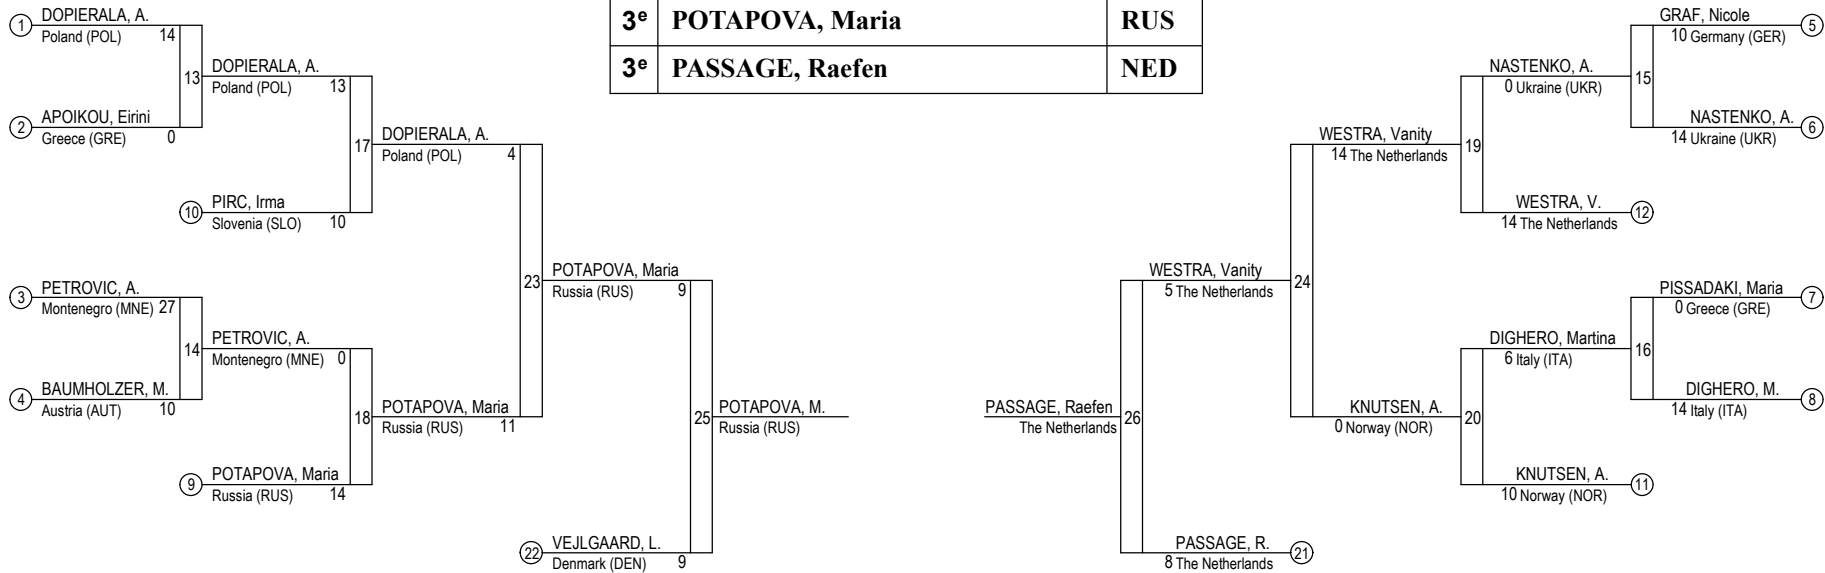 3e POTAPOVA, Maria RUS
3e PASSAGE, Raefen NED
1 DOPIERALA, A.
Poland (POL) 14
13
2 APOIKOU, Eirini
Greece (GRE) 0
DOPIERALA, A.
Poland (POL) 13
17
10 PIRC, Irma
Slovenia (SLO) 10
DOPIERALA, A.
Poland (POL) 4
23
3 PETROVIC, A.
Montenegro (MNE) 27
14
4 BAUMHOLZER, M.
Austria (AUT) 10
PETROVIC, A.
Montenegro (MNE) 0
18
9 POTAPOVA, Maria
Russia (RUS) 14
POTAPOVA, Maria
Russia (RUS) 11
POTAPOVA, Maria
Russia (RUS) 9
25
22 VEJLGAARD, L.
Denmark (DEN) 9
POTAPOVA, M.
Russia (RUS)
PASSAGE, Raefen
The Netherlands
26
WESTRA, Vanity
5 The Netherlands
24
PASSAGE, R. 21
8 The Netherlands
WESTRA, Vanity
14 The Netherlands
19
KNUTSEN, A.
0 Norway (NOR)
20
NASTENKO, A.
0 Ukraine (UKR)
15
WESTRA, V. 12
14 The Netherlands
GRAF, Nicole 5
10 Germany (GER)
NASTENKO, A. 6
14 Ukraine (UKR)
DIGHERO, Martina
6 Italy (ITA)
16
KNUTSEN, A. 11
10 Norway (NOR)
PISSADAKI, Maria 7
0 Greece (GRE)
DIGHERO, M. 8
14 Italy (ITA)